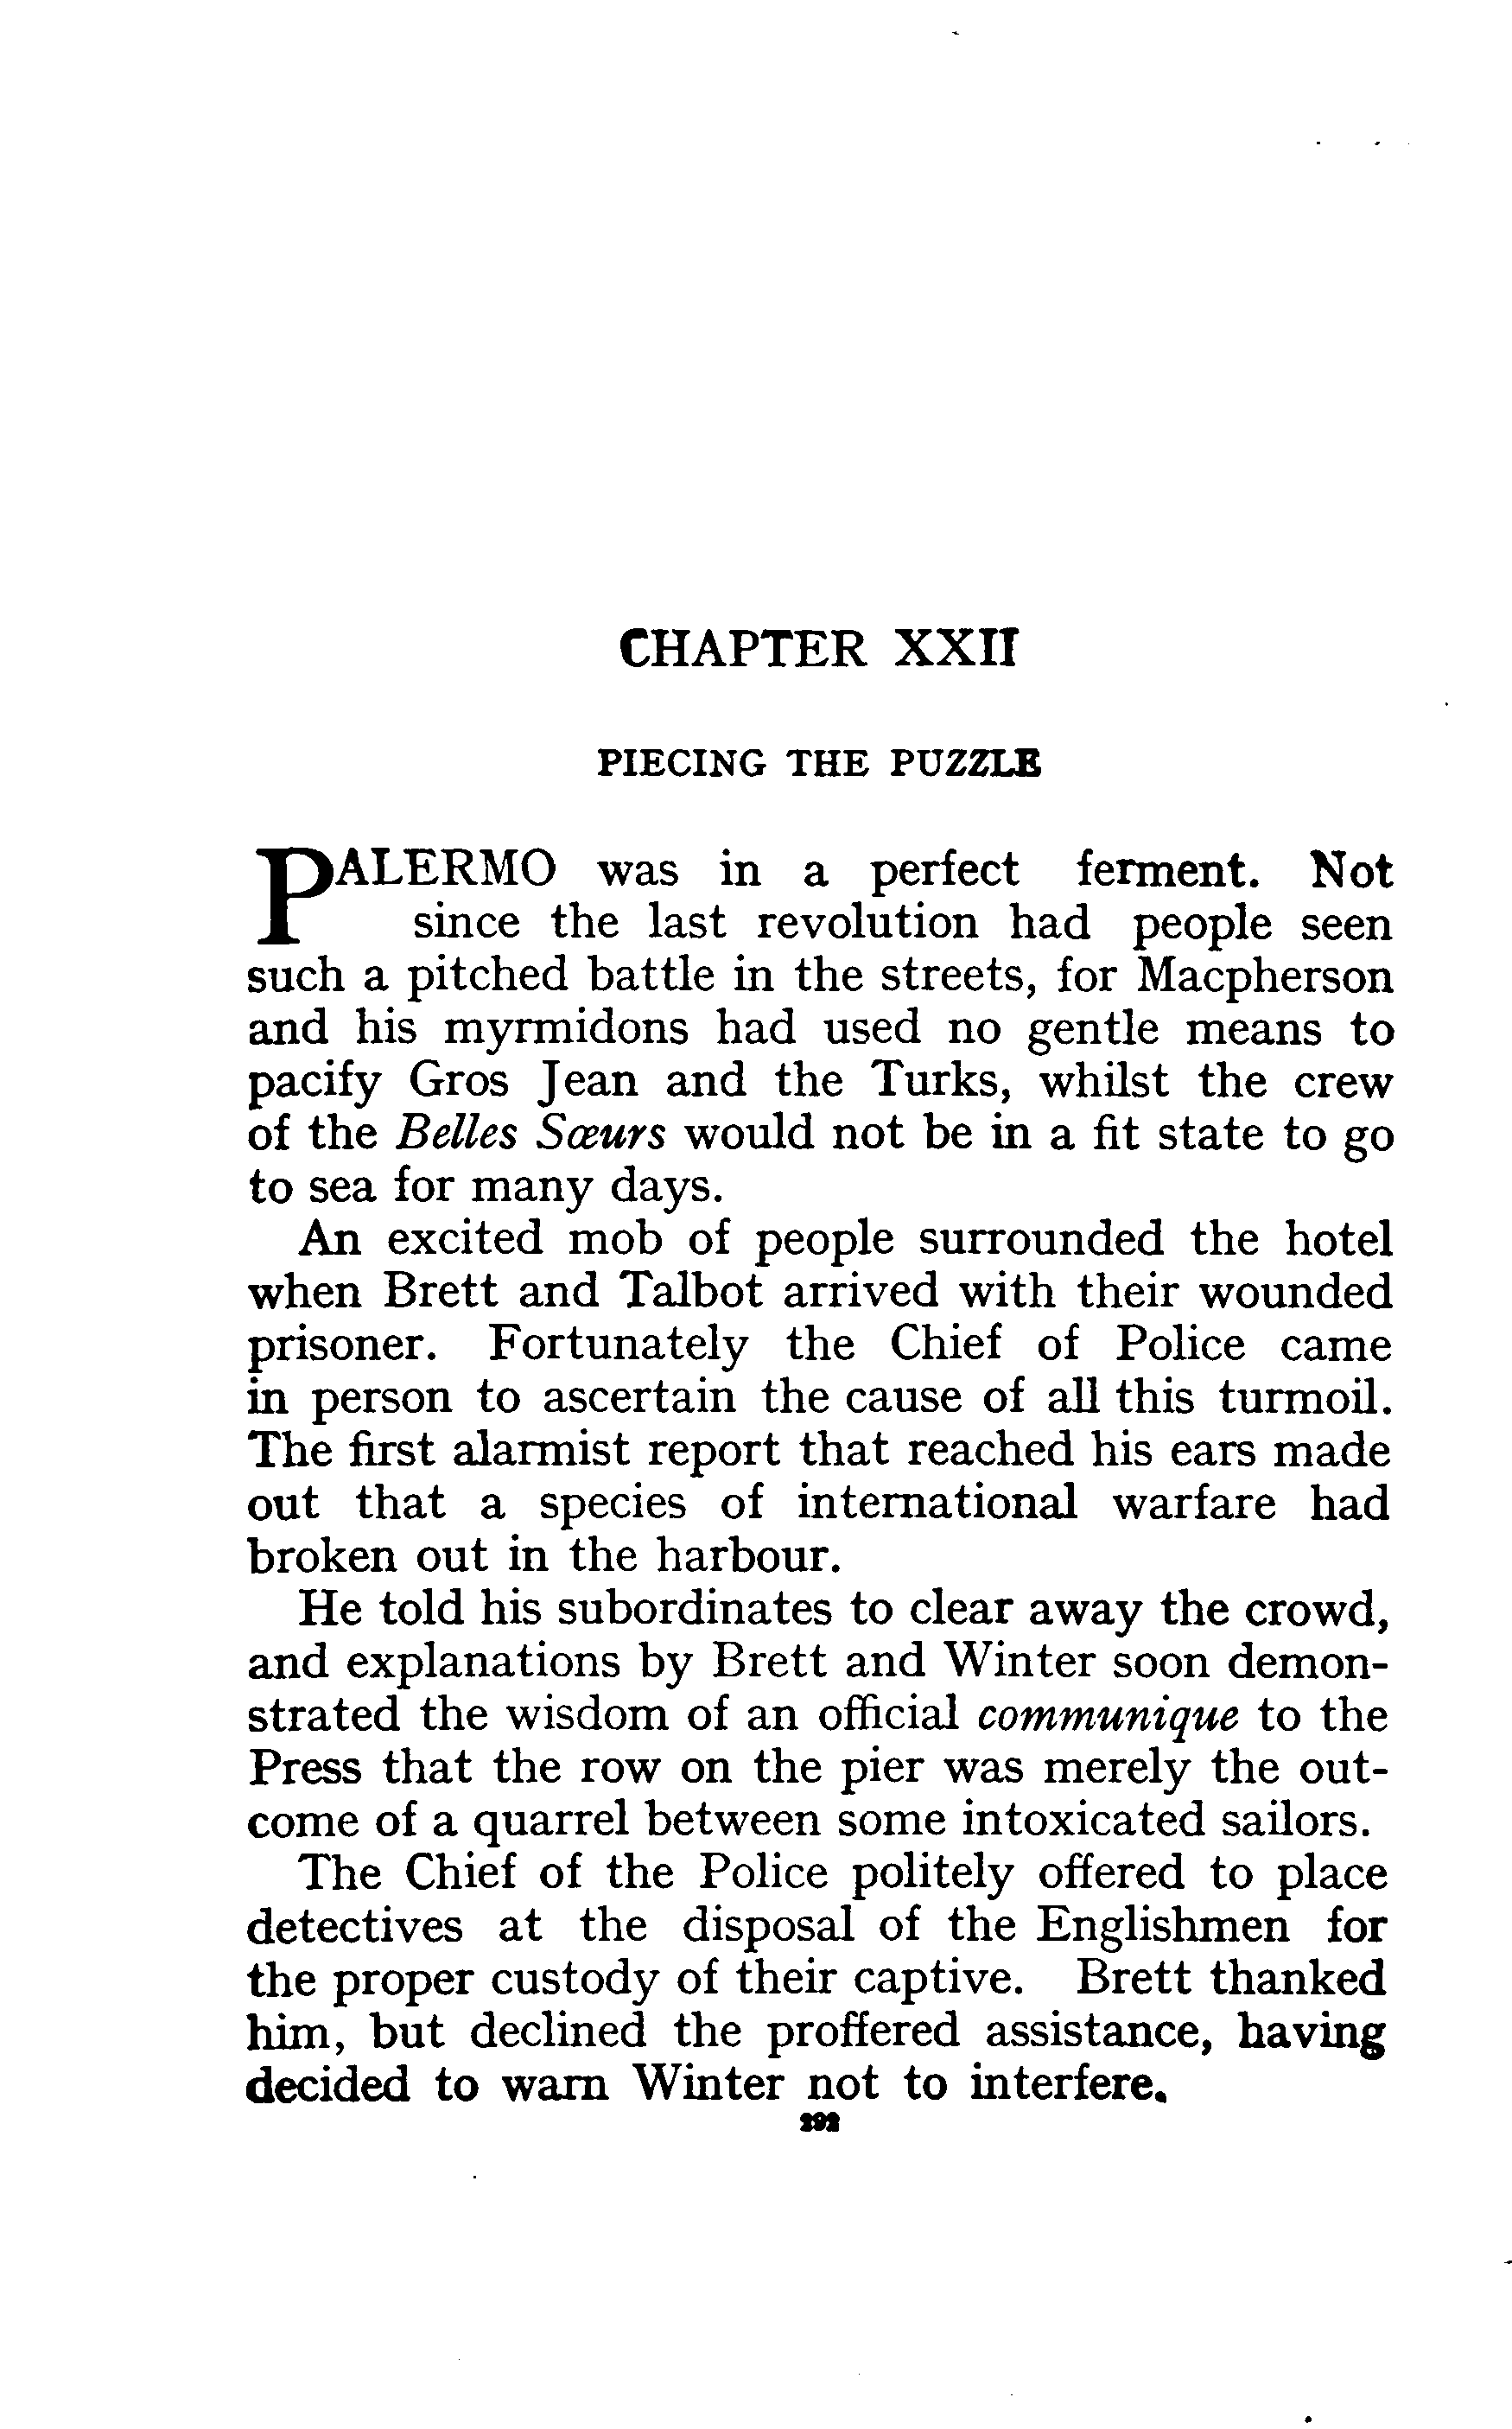 CHAPTER XXII
PIECING THE PUZZLE
PALERMO was in a perfect ferment. Not
since the last revolution had people seen
such a pitched battle in the streets, for Macpherson
and his myrmidons had used no gentle means to
pacify Gros Jean and the Turks, whilst the crew
of the Belles Sœurs would not be in a fit state to go
to sea for many days.
An excited mob of people surrounded the hotel
when Brett and Talbot arrived with their wounded
prisoner. Fortunately the Chief of Police came
in person to ascertain the cause of all this turmoil.
The first alarmist report that reached his ears made
out that a species of international warfare had
broken out in the harbour.
He told his subordinates to clear away the crowd,
and explanations by Brett and Winter soon demon-
strated the wisdom of an official communique to the
Press that the row on the pier was merely the out-
come of a quarrel between some intoxicated sailors.
The Chief of the Police politely offered to place
detectives at the disposal of the Englishmen for
the proper custody of their captive. Brett thanked
him, but declined the proffered assistance, having
decided to warn Winter not to interfere.
292